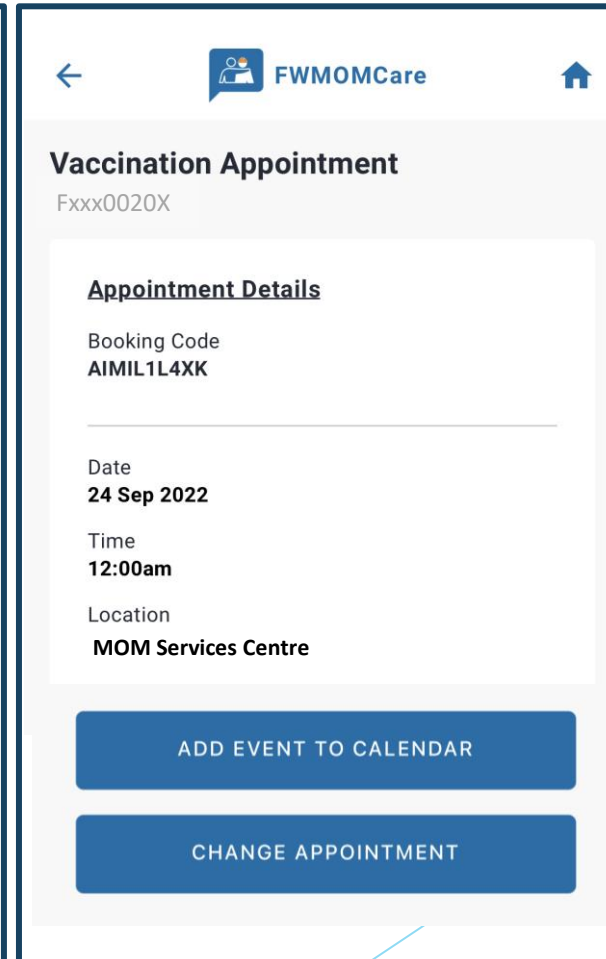 FWMOMCare
Vaccination Appointment
Fxxx0020X
Appointment Details
Booking Code
AIMIL1L4XK
Date
24 Sep 2022
Time
12:00am
Location
MOM Services Centre
ADD EVENT TO CALENDAR
CHANGE APPOINTMENT